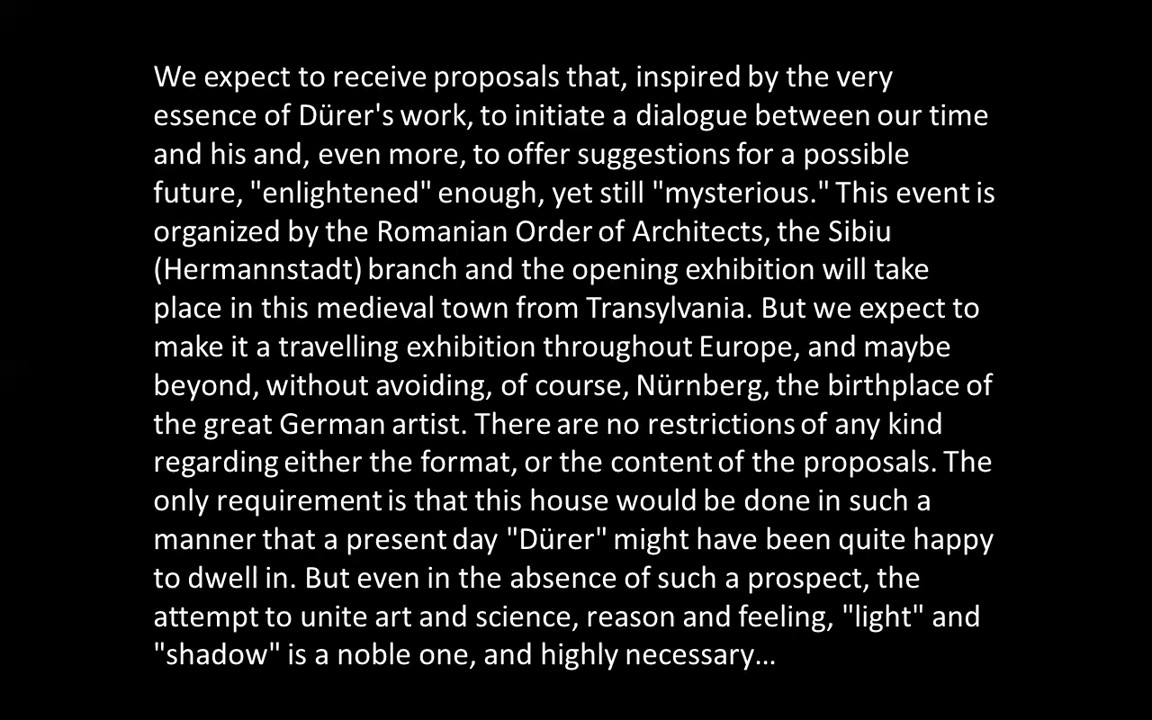 We expect to receive proposals that, inspired by the very
essence of Dürer's work, to initiate a dialogue between our time
and his and, even more, to offer suggestions for a possible
future, "enlightened" enough, yet still "mysterious." This event is
organized by the Romanian Order of Architects, the Sibiu
(Hermannstadt) branch and the opening exhibition will take
place in this medieval town from Transylvania. But we expect to
make it a travelling exhibition throughout Europe, and maybe
beyond, without avoiding, of course, Nürnberg, the birthplace of
the great German artist. There are no restrictions of any kind
regarding either the format, or the content of the proposals. The
only requirement is that this house would be done in such a
manner that a present day "Dürer" might have been quite happy
to dwell in. But even in the absence of such a prospect, the
attempt to unite art and science, reason and feeling, "light" and
"shadow" is a noble one, and highly necessary...